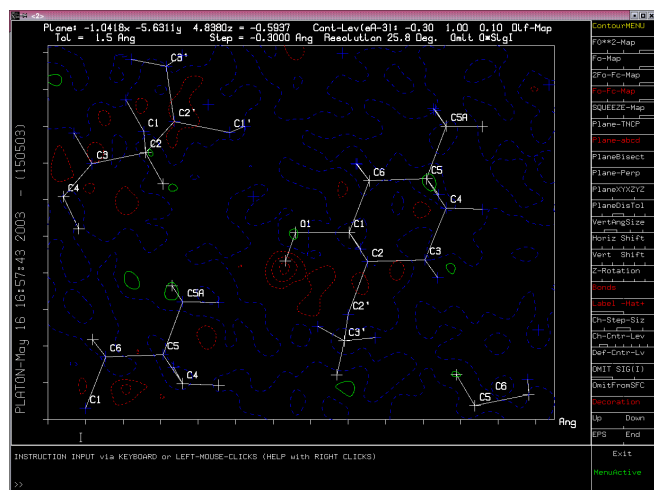 <2>
Plane: -1.0418x -5.6311y 4.8380z = -0.5937 Cont-Lev(eA-3): -0.30 1.00 0.10 Dif-Map
Tol = 1.5 Ang Step = -0.3000 Ang Resolution 25.8 Deg. Omit 0*SigI
ContourMENU
FO**2-Map
Fo-Map
2Fo-Fc-Map
Fo-Fc-Map
SQUEEZE-Map
Plane-TNCP
Plane-abcd
PlaneBisect
Plane-Perp
PlaneXYZXYZ
PlaneDisTol
VertAngSize
Horiz Shift
Vert Shift
Z-Rotation
Bonds
Label -Hat+
Ch-Step-Siz
Ch-Cntr-Lev
Def-Cntr-Lv
OMIT SIG(I)
OmitFromSFC
Decoration
Up Down
EPS End
Exit
MenuActive
PLATON-May 16 16:57:43 2003 - (150503)
C3'
C1
C2'
C1'
C2
C3
C4
C5A
C6
C5
C4
O1
C1
C2
C3
C2'
C3'
C5A
C6
C5
C4
C1
C6
C5
Ang
INSTRUCTION INPUT via KEYBOARD or LEFT-MOUSE-CLICKS (HELP with RIGHT CLICKS)
>>